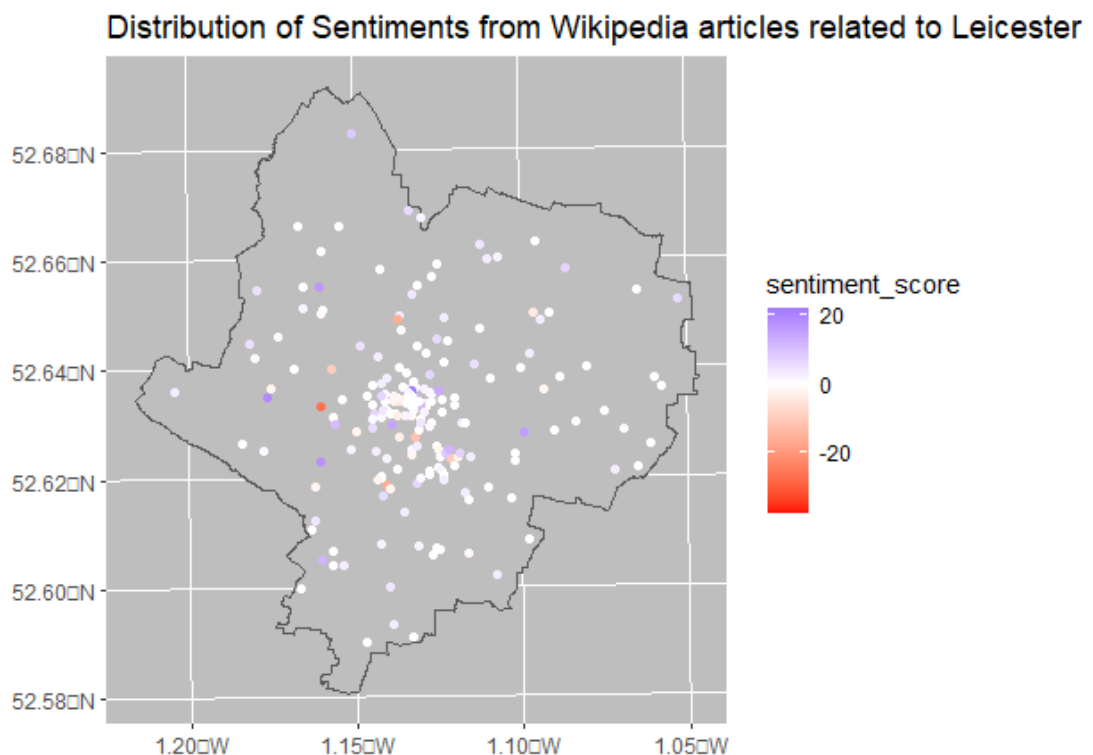 Distribution of Sentiments from Wikipedia articles related to Leicester
52.68□N
52.66□N
52.64□N
52.62□N
52.60□N
52.58□N
1.20□W 1.15□W 1.10□W 1.05□W
sentiment_score
20
0
-20